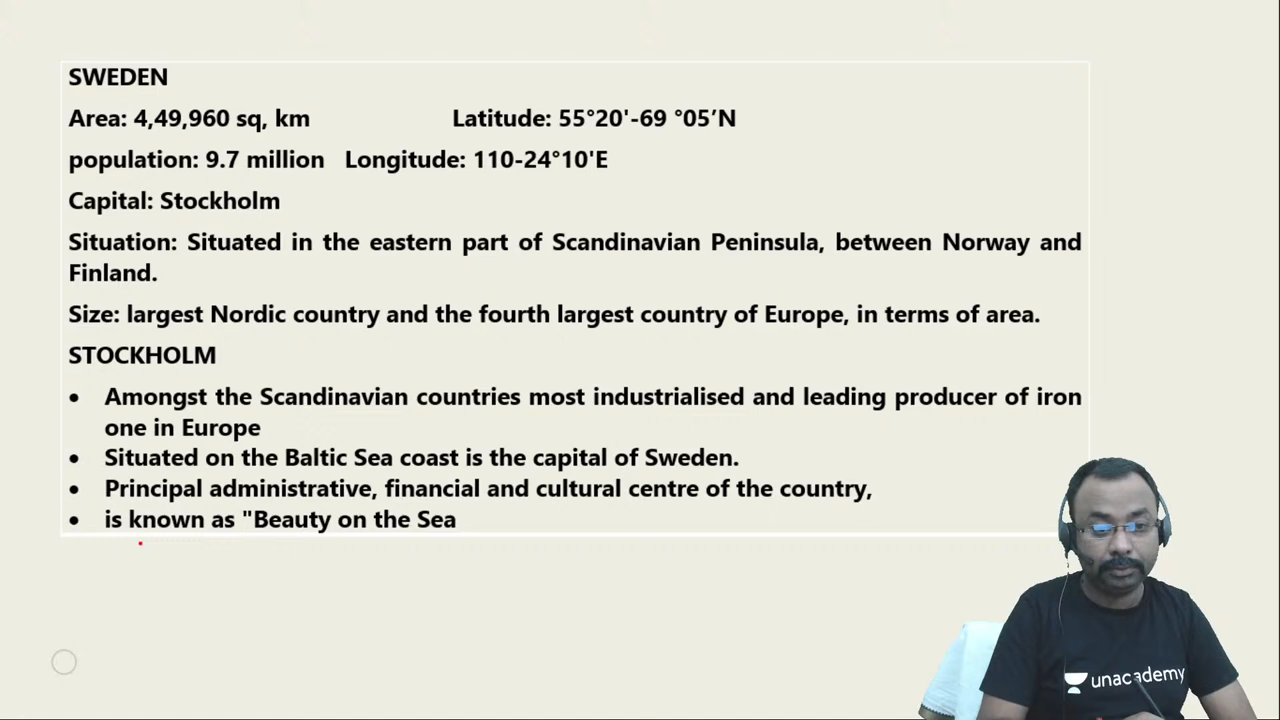 SWEDEN
Area: 4,49,960 sq, km Latitude: 55°20'-69 °05’N
population: 9.7 million Longitude: 110-24°10'E
Capital: Stockholm
Situation: Situated in the eastern part of Scandinavian Peninsula, between Norway and
Finland.
Size: largest Nordic country and the fourth largest country of Europe, in terms of area.
STOCKHOLM
• Amongst the Scandinavian countries most industrialised and leading producer of iron
one in Europe
• Situated on the Baltic Sea coast is the capital of Sweden.
• Principal administrative, financial and cultural centre of the country,
• is known as "Beauty on the Sea
unacademy